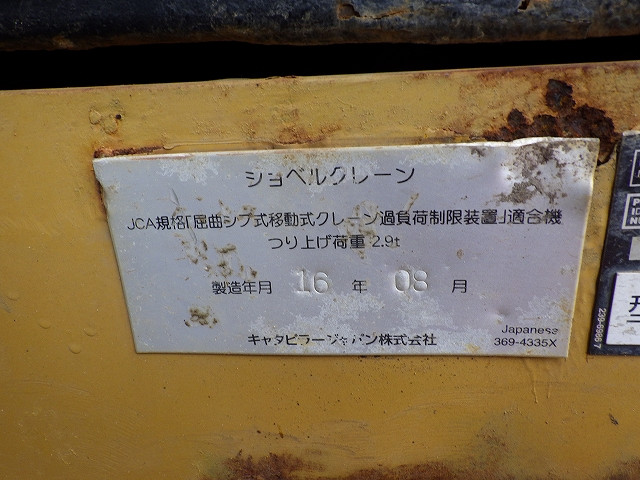 ショベルクレーン
JCA規格「屈曲ジブ式移動式クレーン過負荷制限装置」適合機
つり上げ荷重 2.9t
製造年月 16 年 08 月
キャタピラージャパン株式会社
Japanese
369-4335X